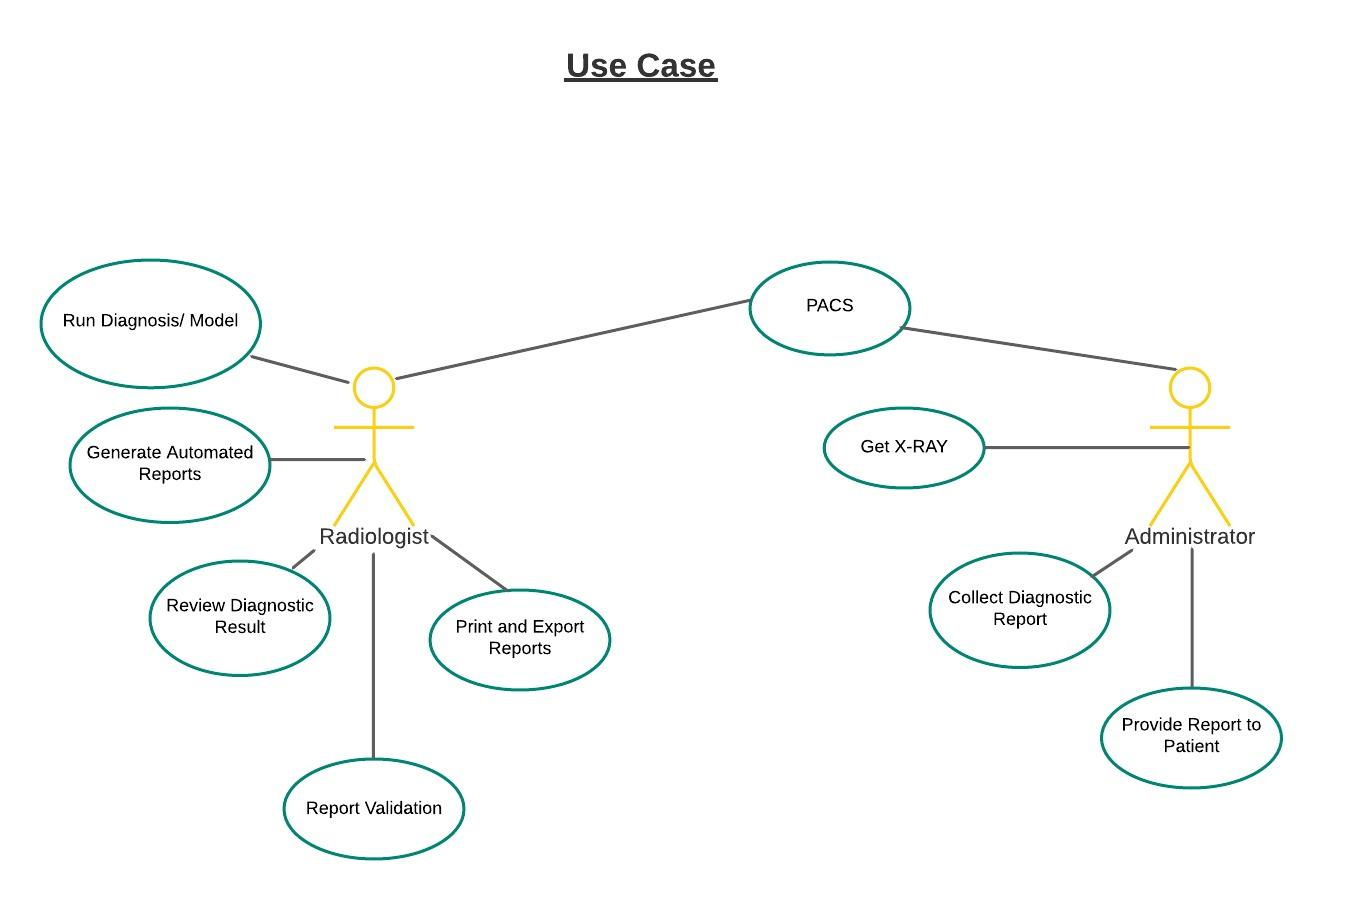 Use Case
Run Diagnosis/ Model
PACS
Generate Automated
Reports
Get X-RAY
Radiologist
Administrator
Review Diagnostic
Result
Print and Export
Reports
Collect Diagnostic
Report
Provide Report to
Patient
Report Validation